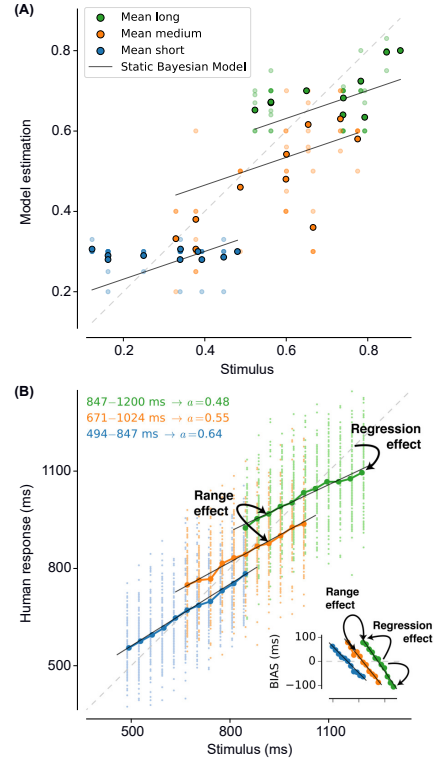 (A)
Mean long
Mean medium
Mean short
Static Bayesian Model
0.8
0.6
0.4
0.2
Model estimation
0.2
0.4
0.6
0.8
Stimulus
(B)
847−1200 ms → a=0.48
671−1024 ms → a=0.55
494−847 ms → a=0.64
Regression
effect
Range
effect
1100
800
500
Human response
(ms)
Range
effect
Regression
effect
BIAS (ms)
100
0
−100
500
800
1100
Stimulus (ms)